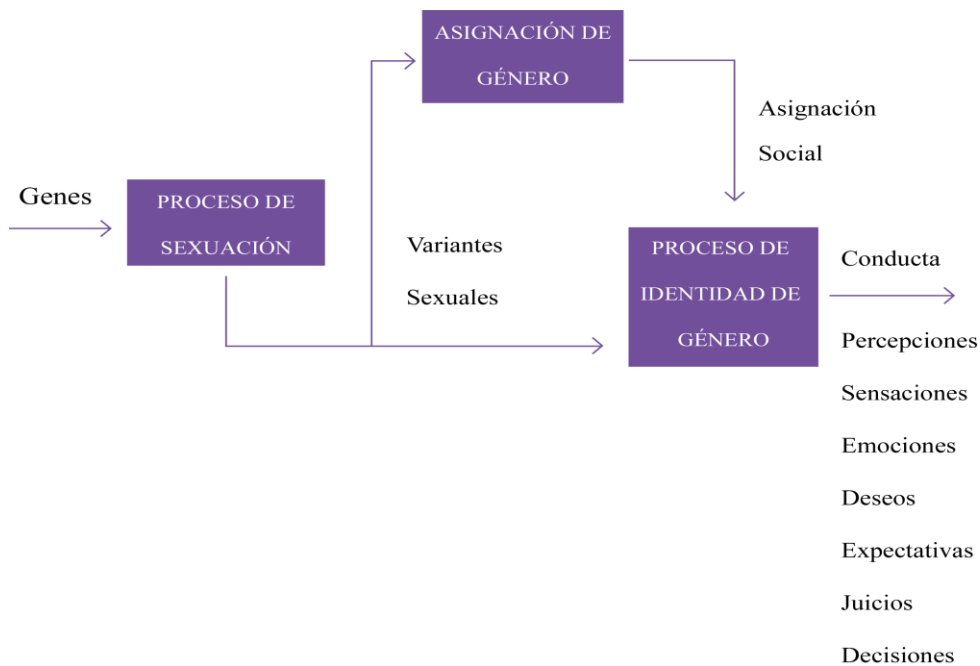 ASIGNACIÓN DE
GÉNERO
Asignación
Social
Genes
PROCESO DE
SEXUACIÓN
Variantes
Sexuales
PROCESO DE
IDENTIDAD DE
GÉNERO
Conducta
Percepciones
Sensaciones
Emociones
Deseos
Expectativas
Juicios
Decisiones